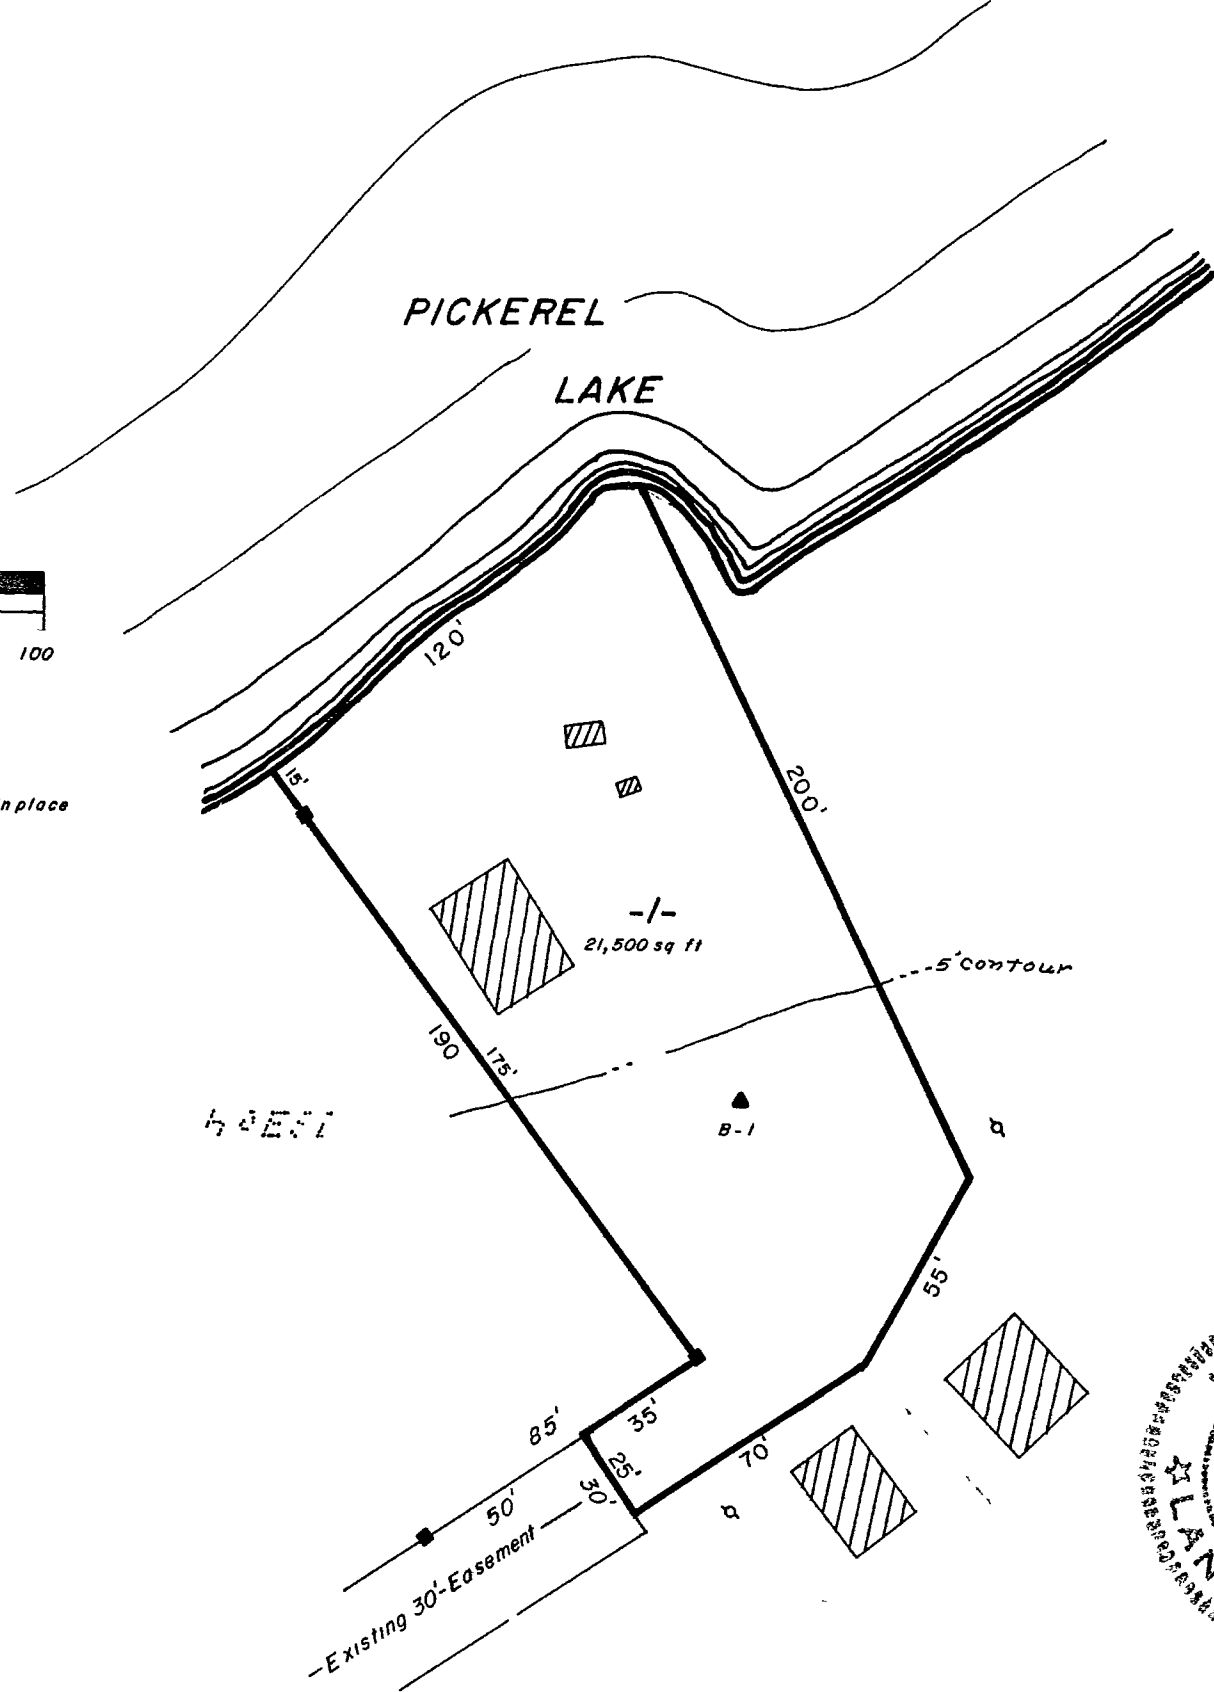 PICKEREL
LAKE
100
120'
15'
n place
200'
-1-
21,500 sq ft
5' contour
190
175'
B-1
55'
85'
35'
25'
70'
30'
50'
-Existing 30'-Easement
LAN